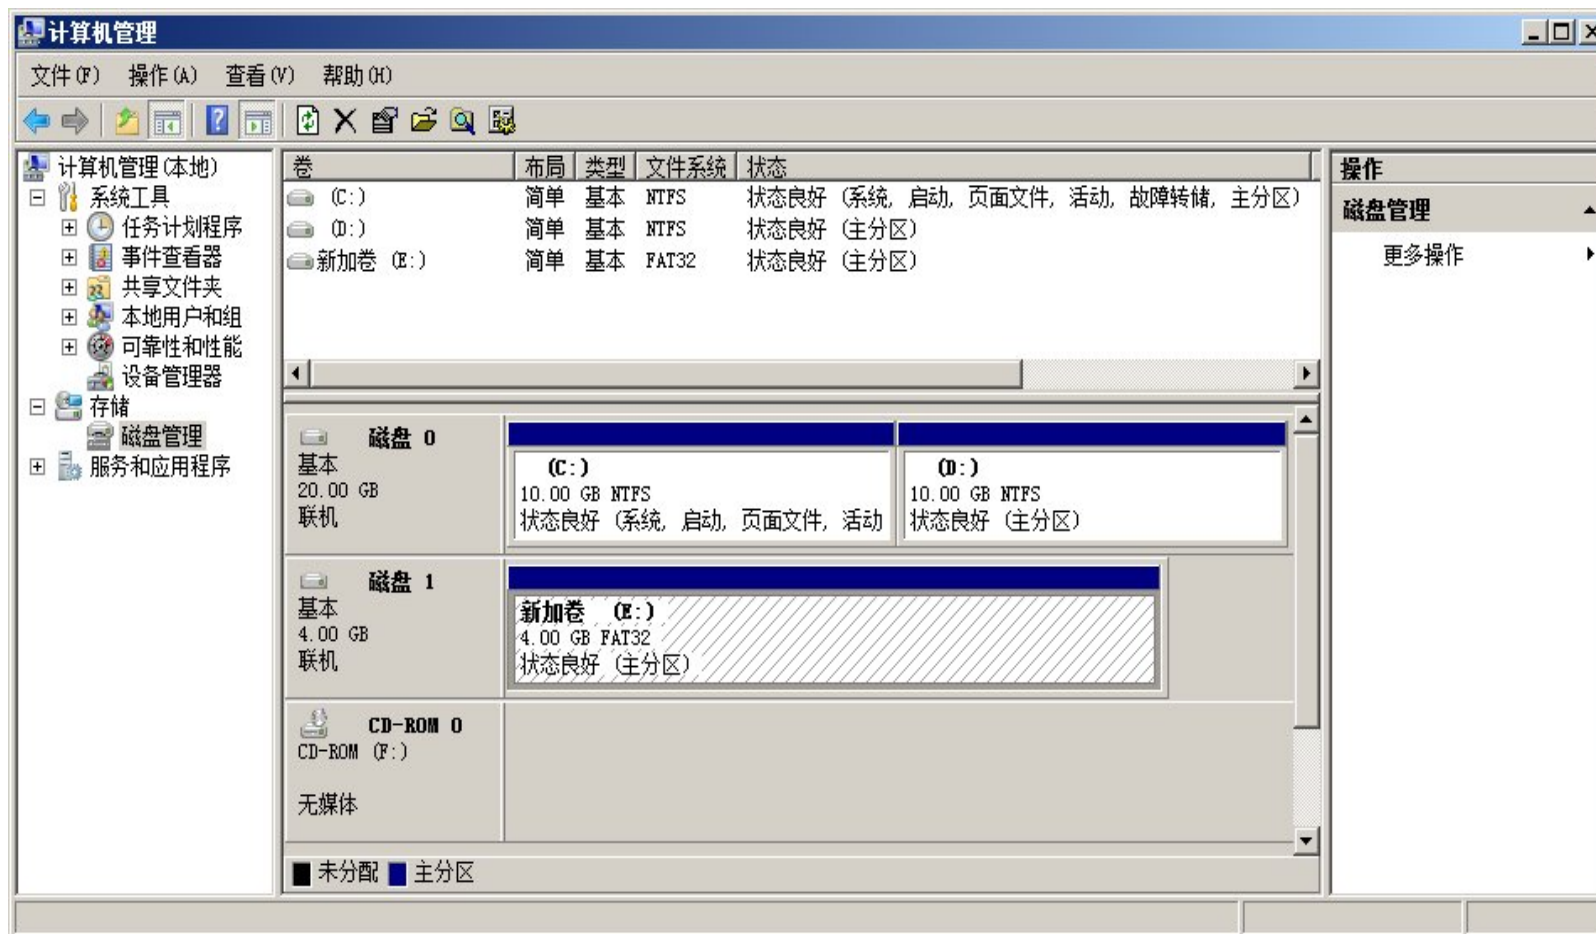 计算机管理
文件(F) 操作(A) 查看(V) 帮助(H)
计算机管理(本地)
系统工具
任务计划程序
事件查看器
共享文件夹
本地用户和组
可靠性和性能
设备管理器
存储
磁盘管理
服务和应用程序
卷 布局 类型 文件系统 状态
(C:) 简单 基本 NTFS 状态良好 (系统, 启动, 页面文件, 活动, 故障转储, 主分区)
(D:) 简单 基本 NTFS 状态良好 (主分区)
新加卷 (E:) 简单 基本 FAT32 状态良好 (主分区)
磁盘 0
基本
20.00 GB
联机
(C:)
10.00 GB NTFS
状态良好 (系统, 启动, 页面文件, 活动
(D:)
10.00 GB NTFS
状态良好 (主分区)
磁盘 1
基本
4.00 GB
联机
新加卷 (E:)
4.00 GB FAT32
状态良好 (主分区)
CD-ROM 0
CD-ROM (F:)
无媒体
未分配 主分区
操作
磁盘管理
更多操作